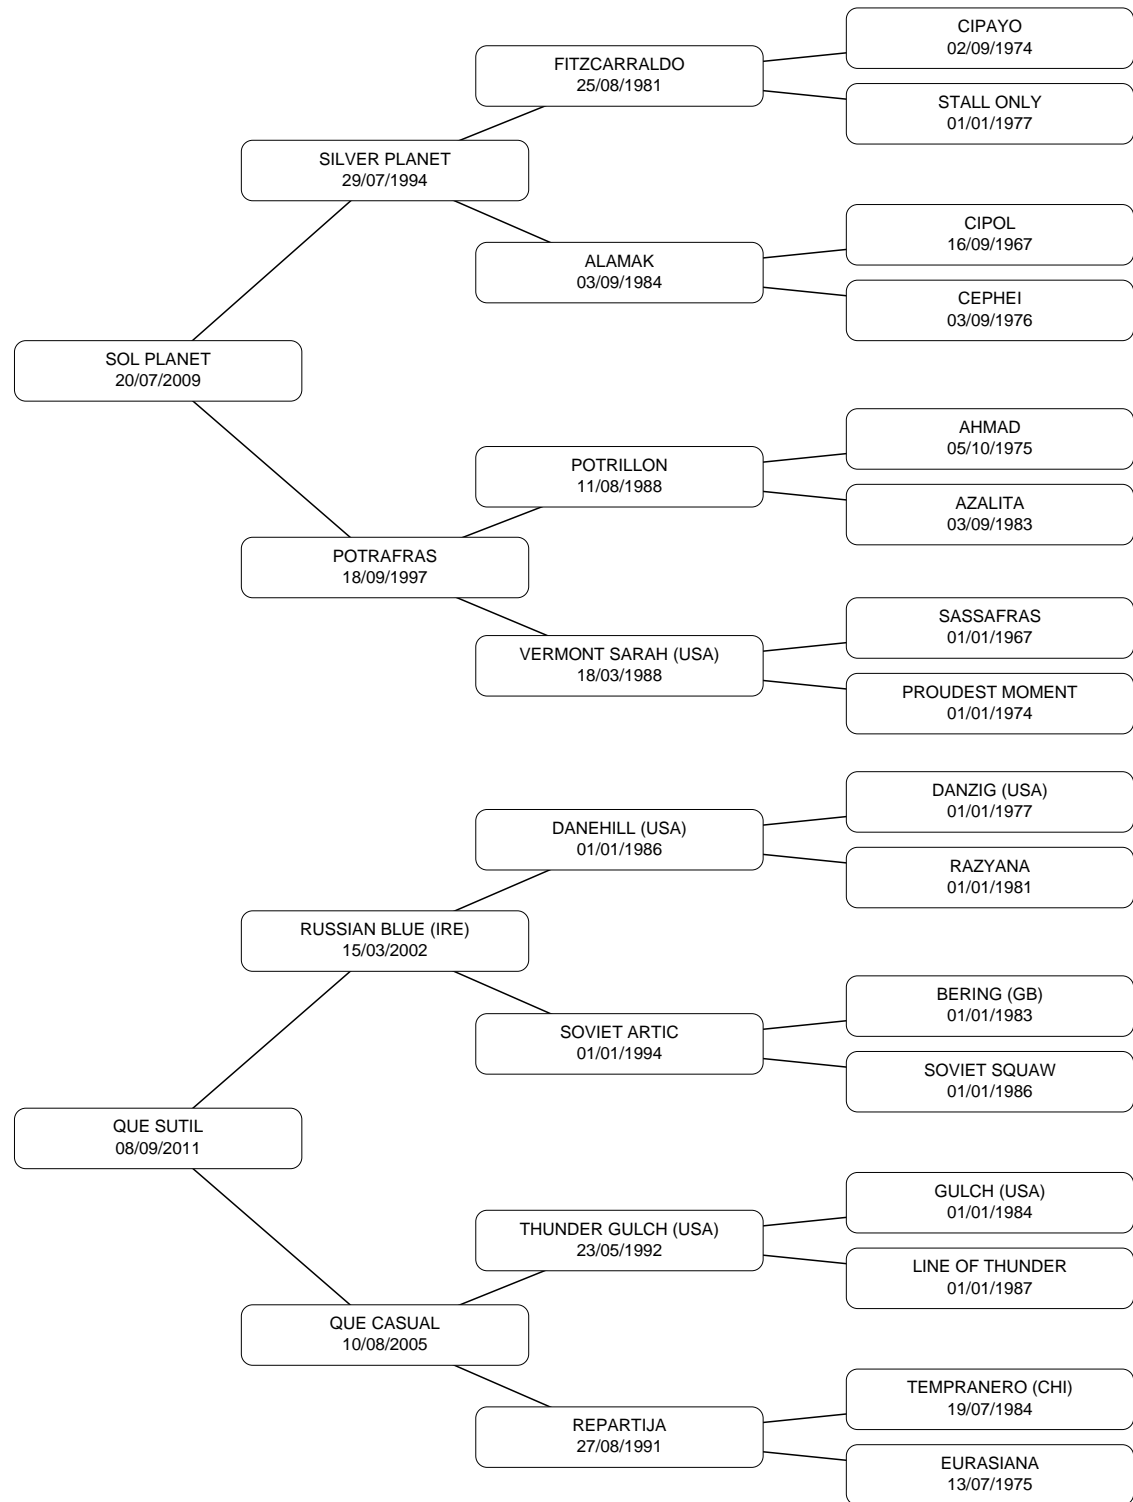 CIPAYO
02/09/1974
FITZCARRALDO
25/08/1981
STALL ONLY
01/01/1977
SILVER PLANET
29/07/1994
CIPOL
16/09/1967
ALAMAK
03/09/1984
CEPHEI
03/09/1976
SOL PLANET
20/07/2009
AHMAD
05/10/1975
POTRILLON
11/08/1988
AZALITA
03/09/1983
POTRAFRAS
18/09/1997
SASSAFRAS
01/01/1967
VERMONT SARAH (USA)
18/03/1988
PROUDEST MOMENT
01/01/1974
DANZIG (USA)
01/01/1977
DANEHILL (USA)
01/01/1986
RAZYANA
01/01/1981
RUSSIAN BLUE (IRE)
15/03/2002
BERING (GB)
01/01/1983
SOVIET ARTIC
01/01/1994
SOVIET SQUAW
01/01/1986
QUE SUTIL
08/09/2011
GULCH (USA)
01/01/1984
THUNDER GULCH (USA)
23/05/1992
LINE OF THUNDER
01/01/1987
QUE CASUAL
10/08/2005
TEMPRANERO (CHI)
19/07/1984
REPARTIJA
27/08/1991
EURASIANA
13/07/1975